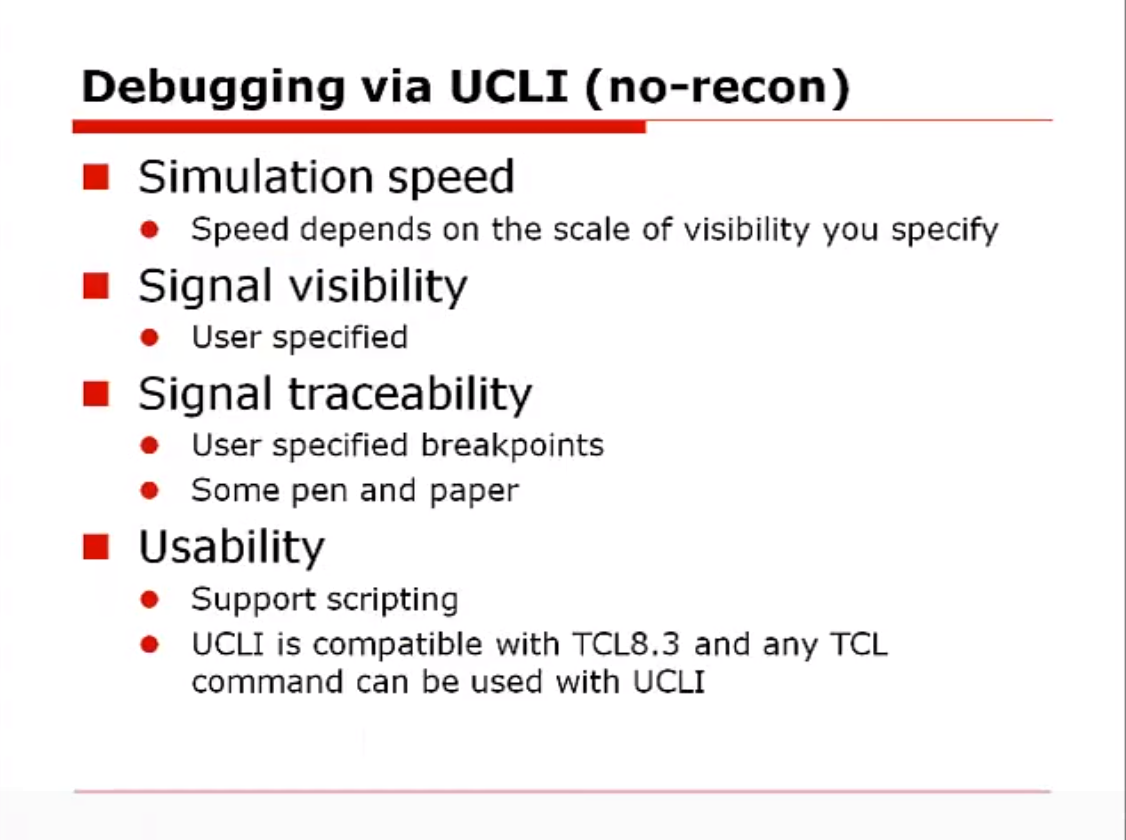 Debugging via UCLI (no-recon)
Simulation speed
Speed depends on the scale of visibility you specify
Signal visibility
User specified
Signal traceability
User specified breakpoints
Some pen and paper
Usability
Support scripting
UCLI is compatible with TCL8.3 and any TCL
command can be used with UCLI